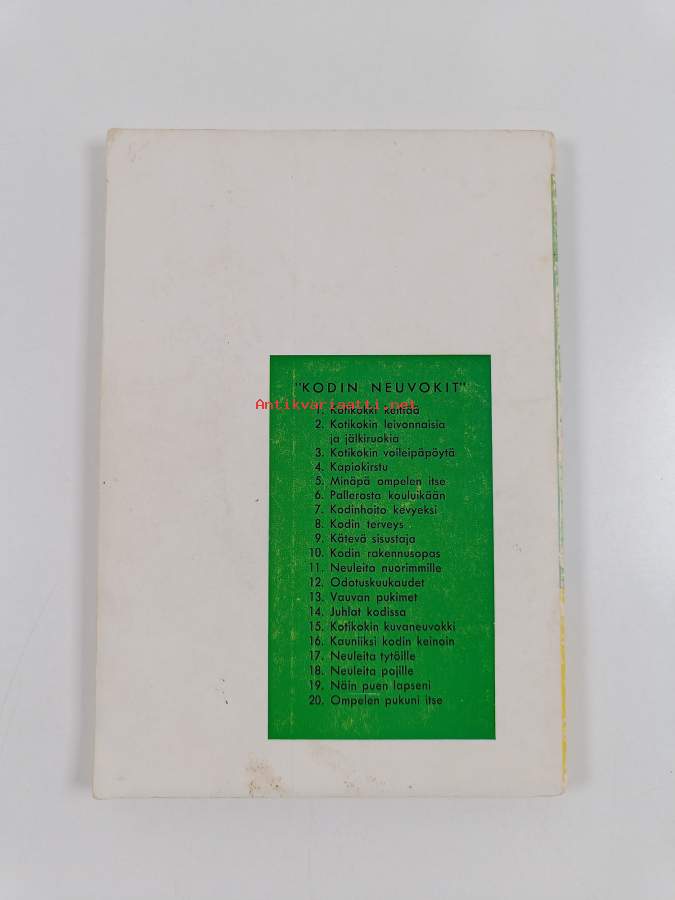 "KODIN NEUVOKIT"
Antikvariaatti.net
1. Kotikokki keittää
2. Kotikokin leivonnaisia
ja jälkiruokia
3. Kotikokin voileipäpöytä
4. Kapiokirstu
5. Minäpä ompelen itse
6. Pallerosta kouluikään
7. Kodinhoito kevyeksi
8. Kodin terveys
9. Kätevä sisustaja
10. Kodin rakennusopas
11. Neuleita nuorimmille
12. Odotuskuukaudet
13. Vauvan pukimet
14. Juhlat kodissa
15. Kotikokin kuvaneuvokki
16. Kauniiksi kodin keinoin
17. Neuleita tytöille
18. Neuleita pojille
19. Näin puen lapseni
20. Ompelen pukuni itse